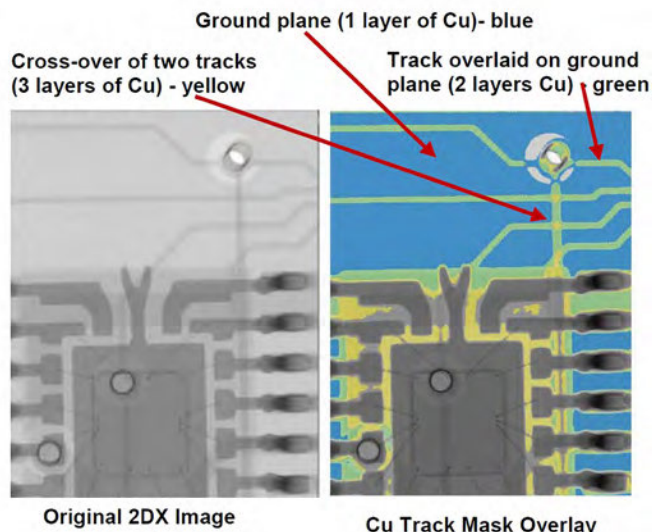 Ground plane (1 layer of Cu)- blue
Cross-over of two tracks
(3 layers of Cu) - yellow
Track overlaid on ground
plane (2 layers Cu) - green
Original 2DX Image
Cu Track Mask Overlay